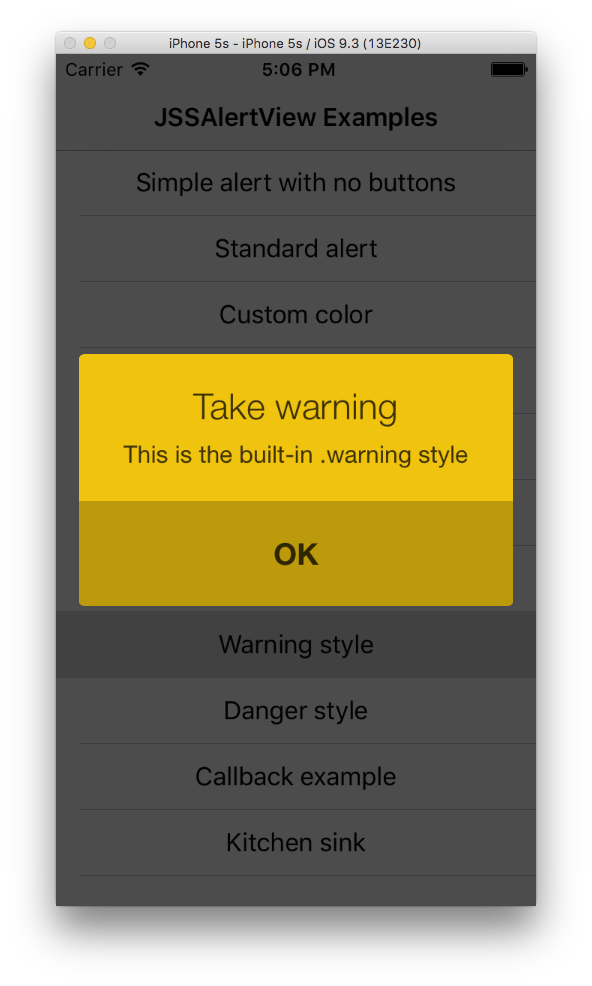 iPhone 5s - iPhone 5s / iOS 9.3 (13E230)
Carrier 5:06 PM
JSSAlertView Examples
Simple alert with no buttons
Standard alert
Custom color
Take warning
This is the built-in .warning style
OK
Warning style
Danger style
Callback example
Kitchen sink